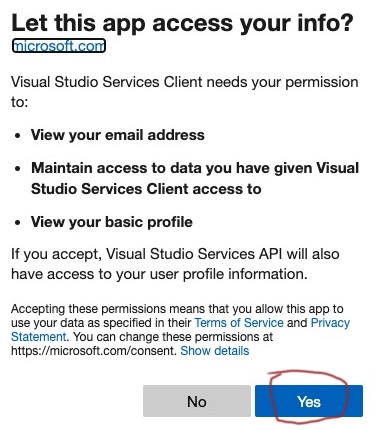 Let this app access your info?
microsoft.com
Visual Studio Services Client needs your permission
to:
• View your email address
• Maintain access to data you have given Visual
Studio Services Client access to
• View your basic profile
If you accept, Visual Studio Services API will also
have access to your user profile information.
Accepting these permissions means that you allow this app to
use your data as specified in their Terms of Service and Privacy
Statement. You can change these permissions at
https://microsoft.com/consent. Show details
No Yes